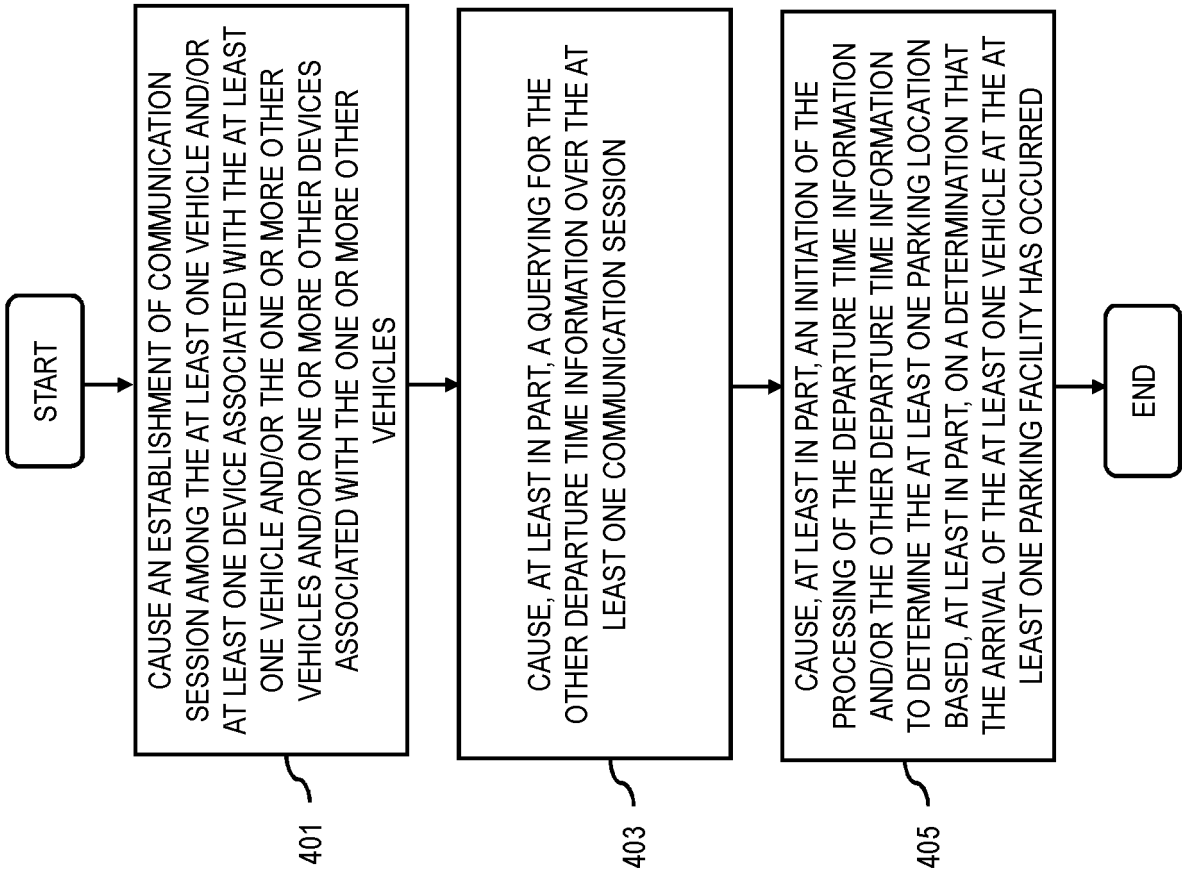 START
CAUSE AN ESTABLISHMENT OF COMMUNICATION
SESSION AMONG THE AT LEAST ONE VEHICLE AND/OR
AT LEAST ONE DEVICE ASSOCIATED WITH THE AT LEAST
ONE VEHICLE AND/OR THE ONE OR MORE OTHER
VEHICLES AND/OR ONE OR MORE OTHER DEVICES
ASSOCIATED WITH THE ONE OR MORE OTHER
VEHICLES
401
CAUSE, AT LEAST IN PART, A QUERYING FOR THE
OTHER DEPARTURE TIME INFORMATION OVER THE AT
LEAST ONE COMMUNICATION SESSION
403
CAUSE, AT LEAST IN PART, AN INITIATION OF THE
PROCESSING OF THE DEPARTURE TIME INFORMATION
AND/OR THE OTHER DEPARTURE TIME INFORMATION
TO DETERMINE THE AT LEAST ONE PARKING LOCATION
BASED, AT LEAST IN PART, ON A DETERMINATION THAT
THE ARRIVAL OF THE AT LEAST ONE VEHICLE AT THE AT
LEAST ONE PARKING FACILITY HAS OCCURRED
405
END